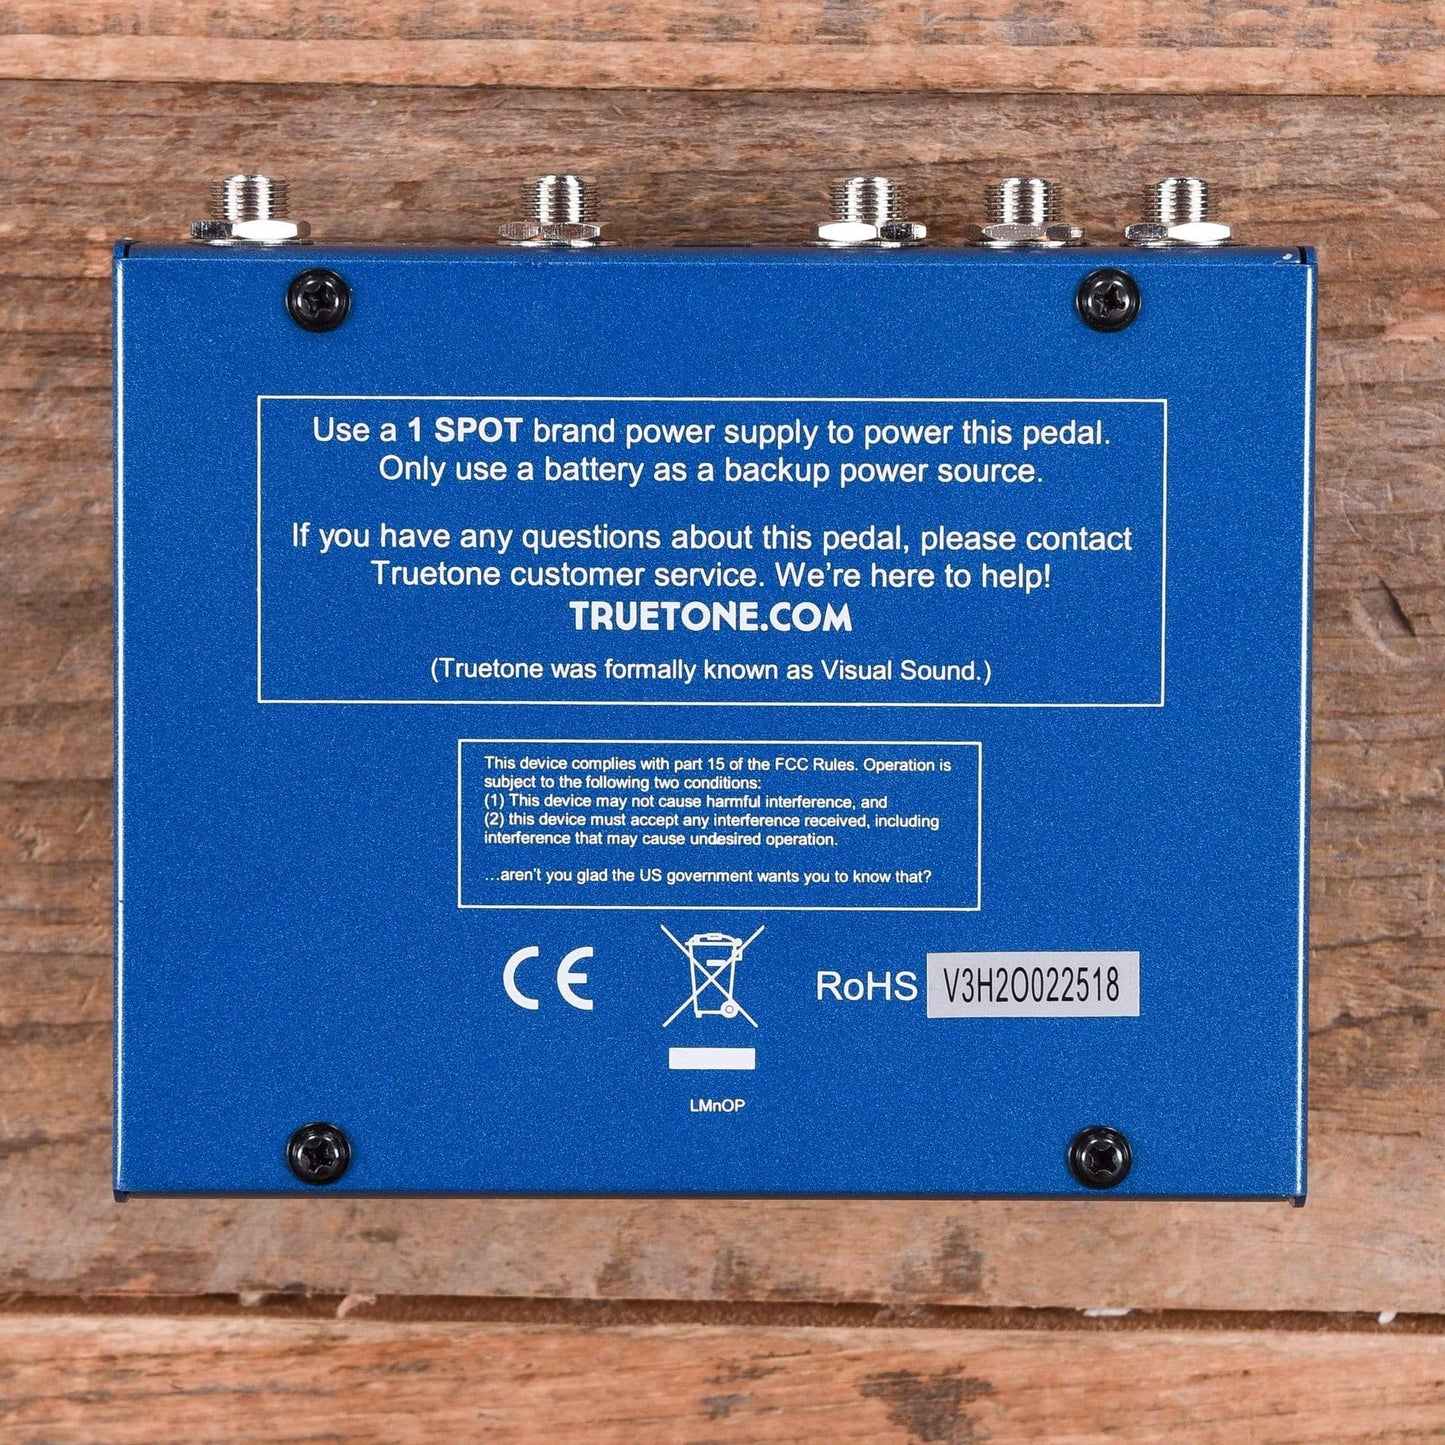 Use a 1 SPOT brand power supply to power this pedal.
Only use a battery as a backup power source.
If you have any questions about this pedal, please contact
Truetone customer service. We're here to help!
TRUETONE.COM
(Truetone was formally known as Visual Sound.)
This device complies with part 15 of the FCC Rules. Operation is
subject to the following two conditions:
(1) This device may not cause harmful interference, and
(2) this device must accept any interference received, including
interference that may cause undesired operation.
...aren't you glad the US government wants you to know that?
CE
RoHS
V3H2O022518
LMnOP